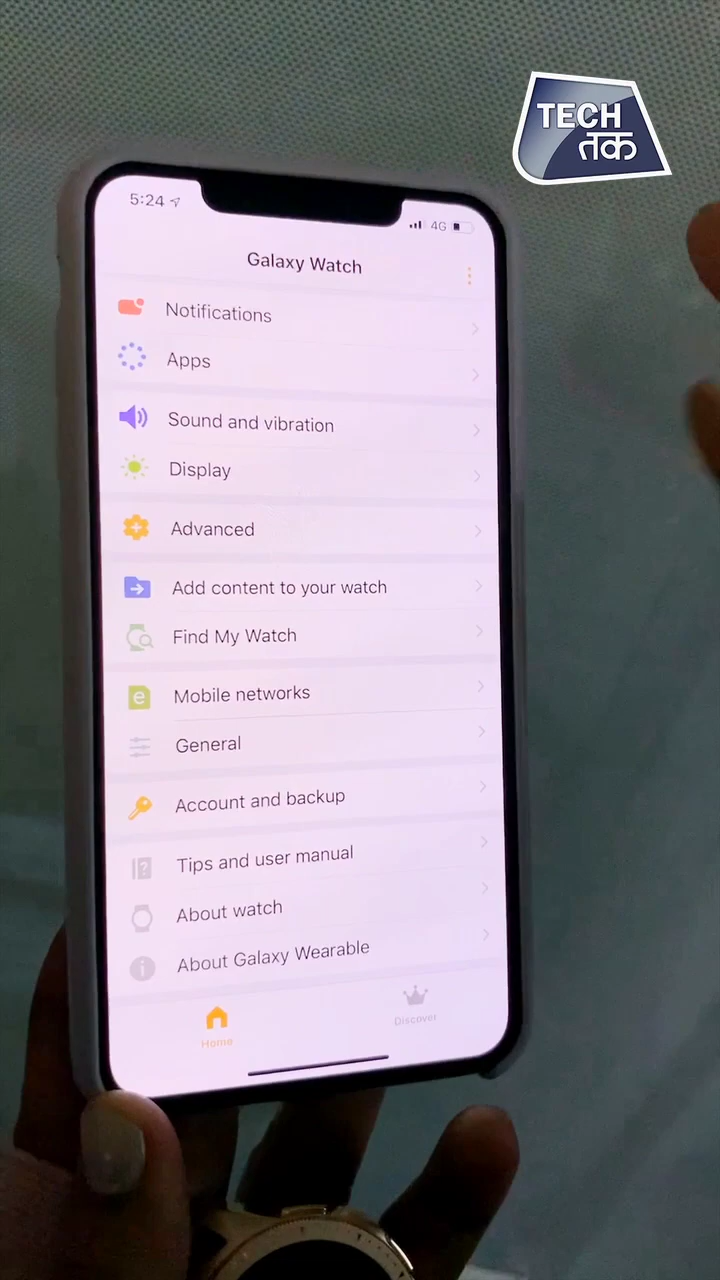 TECH
तक
5:24
4G
Galaxy Watch
Notifications
Apps
Sound and vibration
Display
Advanced
Add content to your watch
Find My Watch
Mobile networks
General
Account and backup
Tips and user manual
About watch
About Galaxy Wearable
Home
Discover